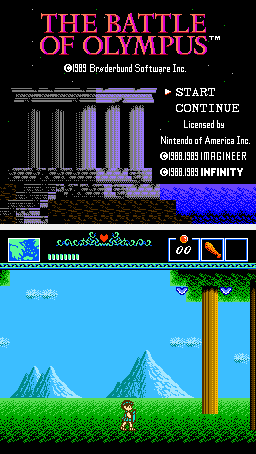 THE BATTLE
OF OLYMPUS™
©1989 Brøderbund Software Inc.
START
CONTINUE
Licensed by
Nintendo of America Inc.
©1988,1989 IMAGINEER
©1988,1989 INFINITY
00